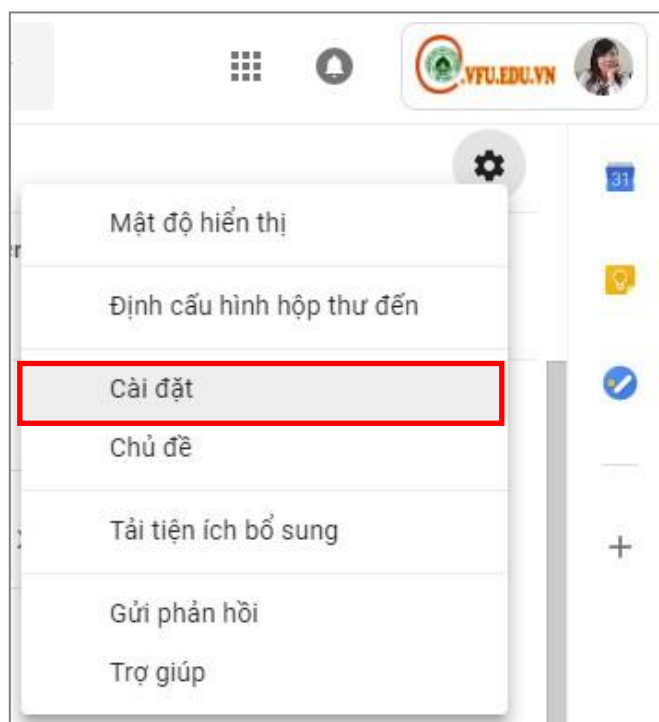 .VFU.EDU.VN
31
Mật độ hiển thị
Định cấu hình hộp thư đến
Cài đặt
Chủ đề
Tải tiện ích bổ sung
Gửi phản hồi
Trợ giúp